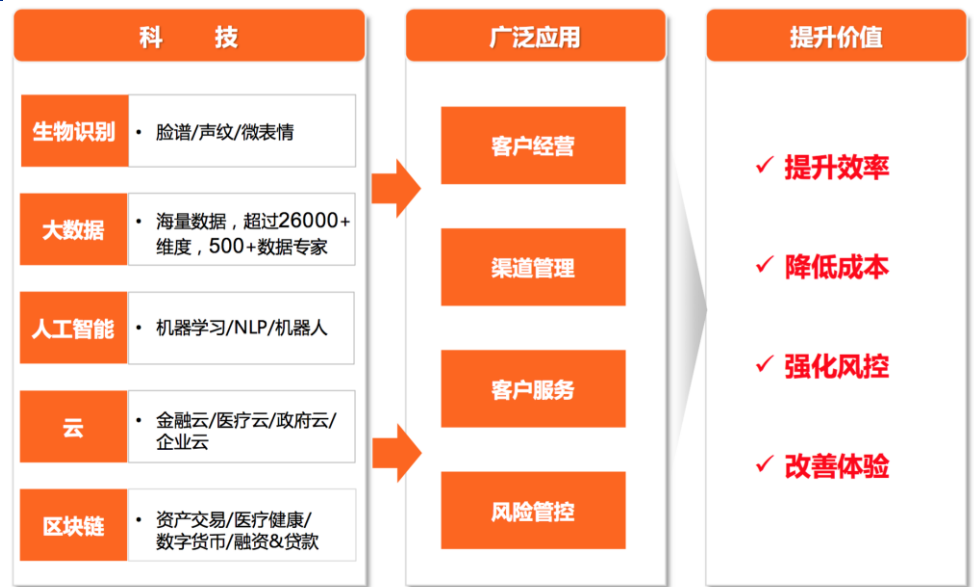 科 技
生物识别
• 脸谱/声纹/微表情
大数据
• 海量数据，超过26000+
维度，500+数据专家
人工智能
• 机器学习/NLP/机器人
云
• 金融云/医疗云/政府云/
企业云
区块链
• 资产交易/医疗健康/
数字货币/融资&贷款
广泛应用
客户经营
渠道管理
客户服务
风险管控
提升价值
✓ 提升效率
✓ 降低成本
✓ 强化风控
✓ 改善体验